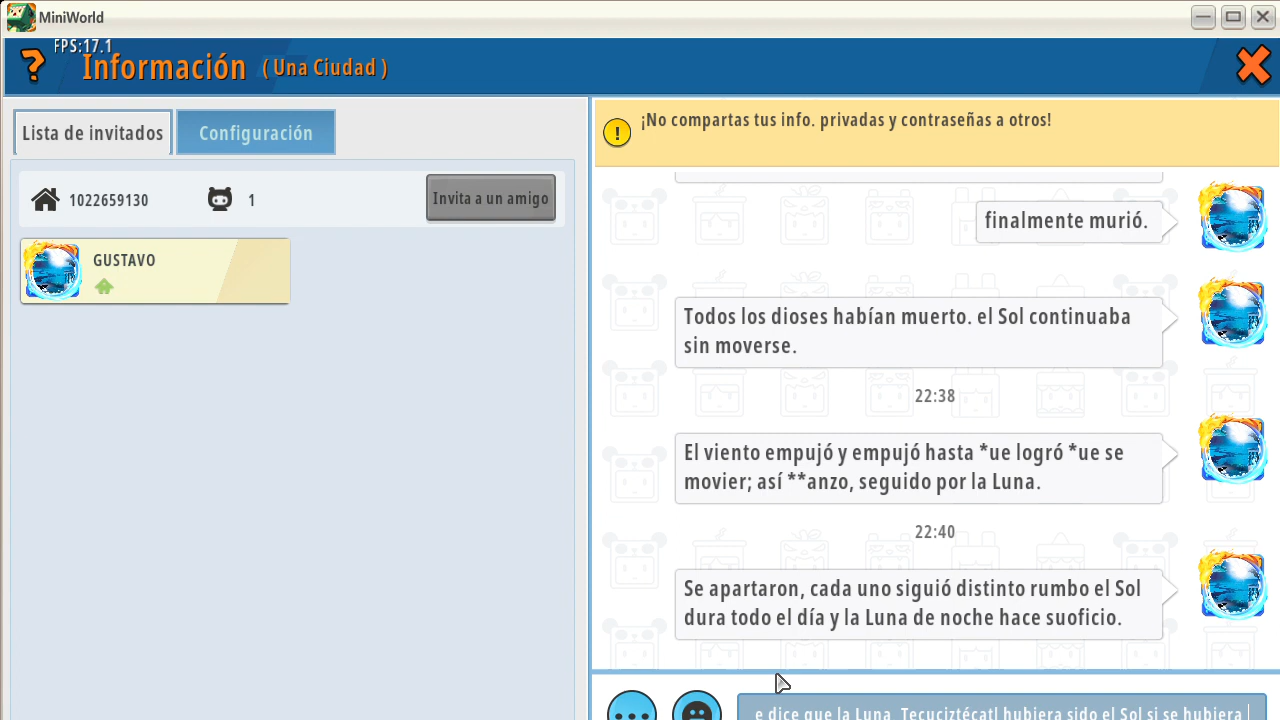 MiniWorld
FPS:17.1
Información ( Una Ciudad )
Lista de invitados
Configuración
¡No compartas tus info. privadas y contraseñas a otros!
1022659130
1
Invita a un amigo
GUSTAVO
finalmente murió.
Todos los dioses habían muerto. el Sol continuaba
sin moverse.
22:38
El viento empujó y empujó hasta *ue logró *ue se
movier; así **anzo, seguido por la Luna.
22:40
Se apartaron, cada uno siguió distinto rumbo el Sol
dura todo el día y la Luna de noche hace suoficio.
e dice que la Luna, Tecuciztécatl hubiera sido el Sol si se hubiera